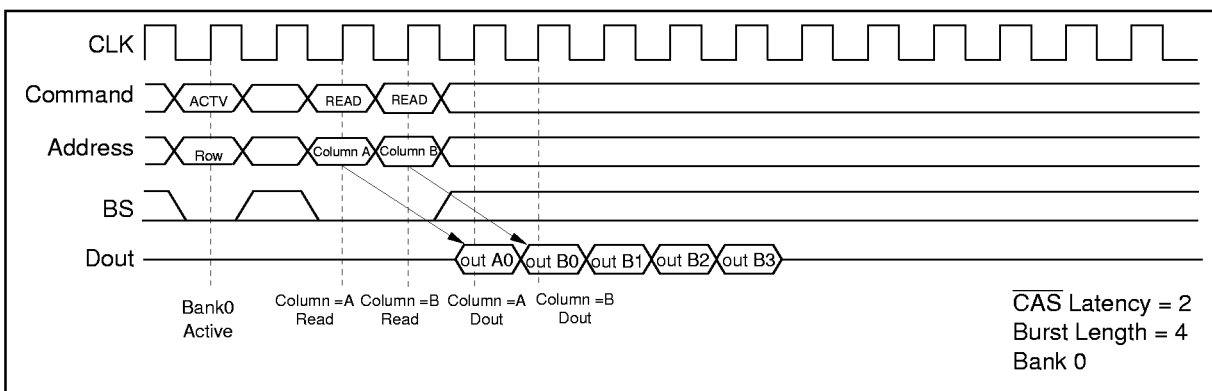 CLK
Command
ACTV
READ
READ
Address
Row
Column A
Column B
BS
Dout
out A0
out B0
out B1
out B2
out B3
Bank0
Active
Column =A
Read
Column =B
Read
Column =A
Dout
Column =B
Dout
C̅A̅S̅ Latency = 2
Burst Length = 4
Bank 0